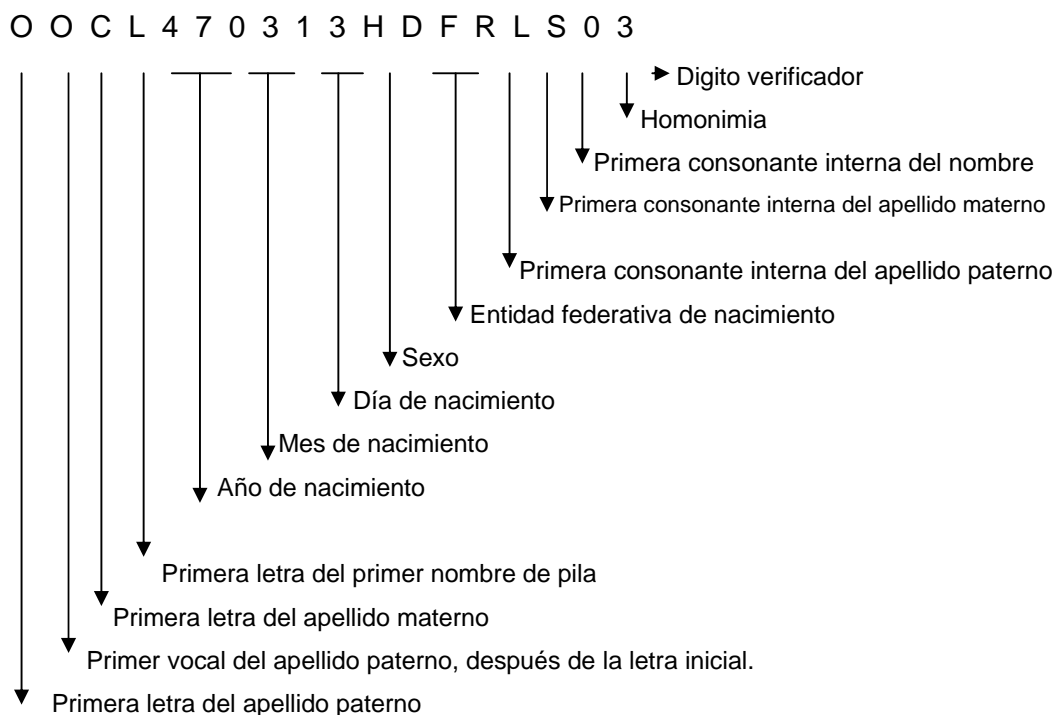 O O C L 4 7 0 3 1 3 H D F R L S 0 3
Digito verificador
Homonimia
Primera consonante interna del nombre
Primera consonante interna del apellido materno
Primera consonante interna del apellido paterno
Entidad federativa de nacimiento
Sexo
Día de nacimiento
Mes de nacimiento
Año de nacimiento
Primera letra del primer nombre de pila
Primera letra del apellido materno
Primer vocal del apellido paterno, después de la letra inicial.
Primera letra del apellido paterno